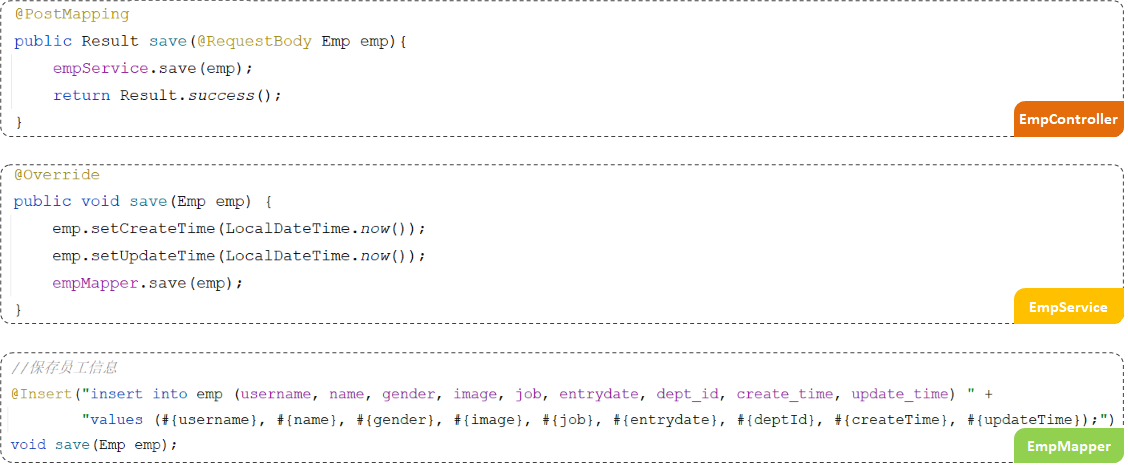 @PostMapping
public Result save(@RequestBody Emp emp){
    empService.save(emp);
    return Result.success();
}
EmpController
@Override
public void save(Emp emp) {
    emp.setCreateTime(LocalDateTime.now());
    emp.setUpdateTime(LocalDateTime.now());
    empMapper.save(emp);
}
EmpService
//保存员工信息
@Insert("insert into emp (username, name, gender, image, job, entrydate, dept_id, create_time, update_time) " +
        "values (#{username}, #{name}, #{gender}, #{image}, #{job}, #{entrydate}, #{deptId}, #{createTime}, #{updateTime});")
void save(Emp emp);
EmpMapper